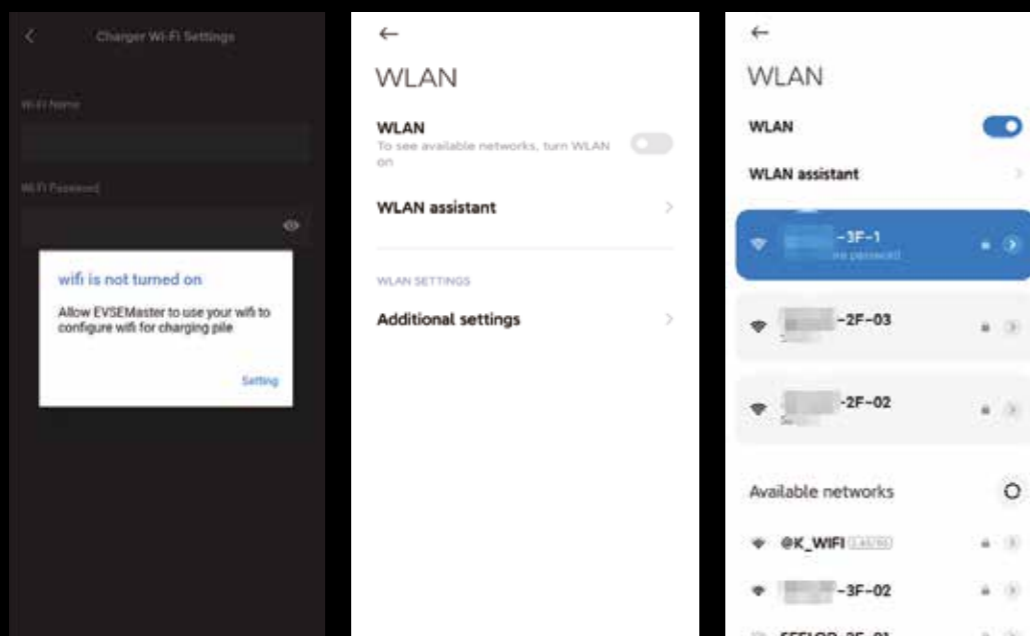 Charger Wi-Fi Settings
Wi-Fi Name
Wi-Fi Password
wifi is not turned on
Allow EVSEMaster to use your wifi to
configure wifi for charging pile
Setting
WLAN
WLAN
To see available networks, turn WLAN
on
WLAN assistant
WLAN SETTINGS
Additional settings
WLAN
WLAN
WLAN assistant
-3F-1
password
-2F-03
-2F-02
Available networks
@K_WIFI
-3F-02